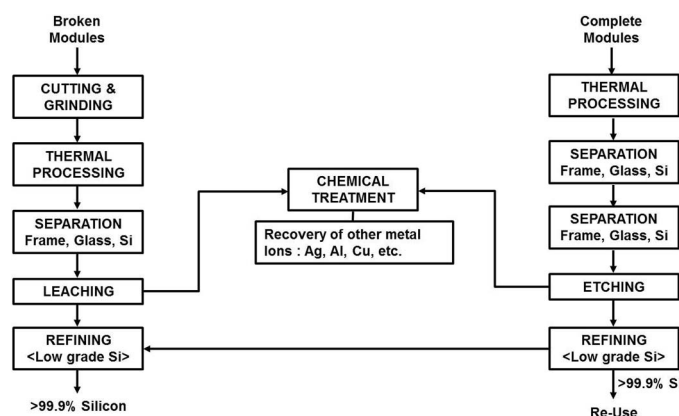 Broken
Modules
CUTTING &
GRINDING
THERMAL
PROCESSING
SEPARATION
Frame, Glass, Si
LEACHING
REFINING
<Low grade Si>
>99.9% Silicon
CHEMICAL
TREATMENT
Recovery of other metal
Ions : Ag, Al, Cu, etc.
Complete
Modules
THERMAL
PROCESSING
SEPARATION
Frame, Glass, Si
SEPARATION
Frame, Glass, Si
ETCHING
REFINING
<Low grade Si>
>99.9% S
Re-Use